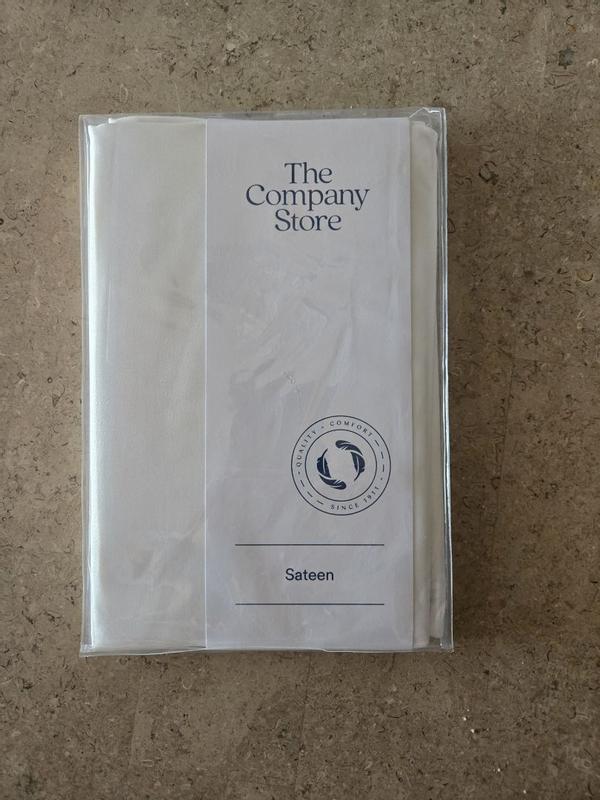 The
Company
Store
QUALITY - COMFORT
SINCE 1911
Sateen